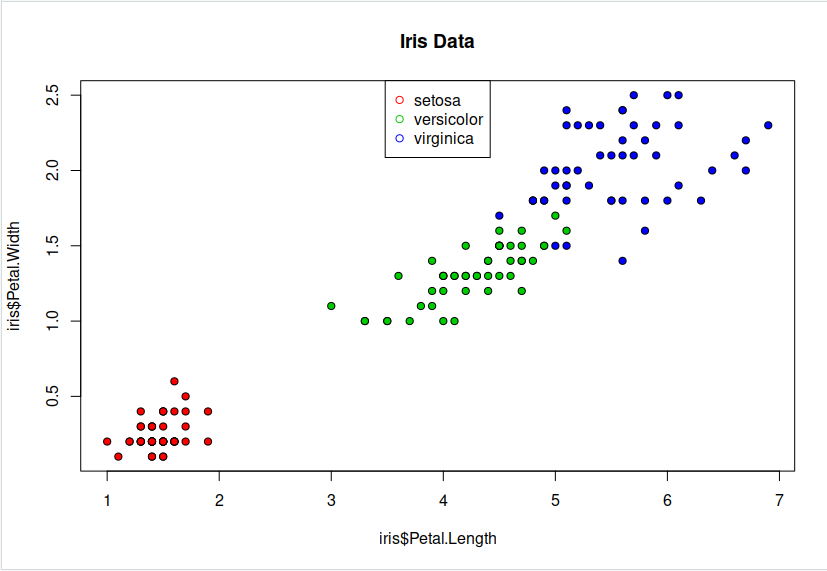 Iris Data
setosa
versicolor
virginica
2.5
2.0
1.5
1.0
0.5
iris$Petal.Width
1 2 3 4 5 6 7
iris$Petal.Length